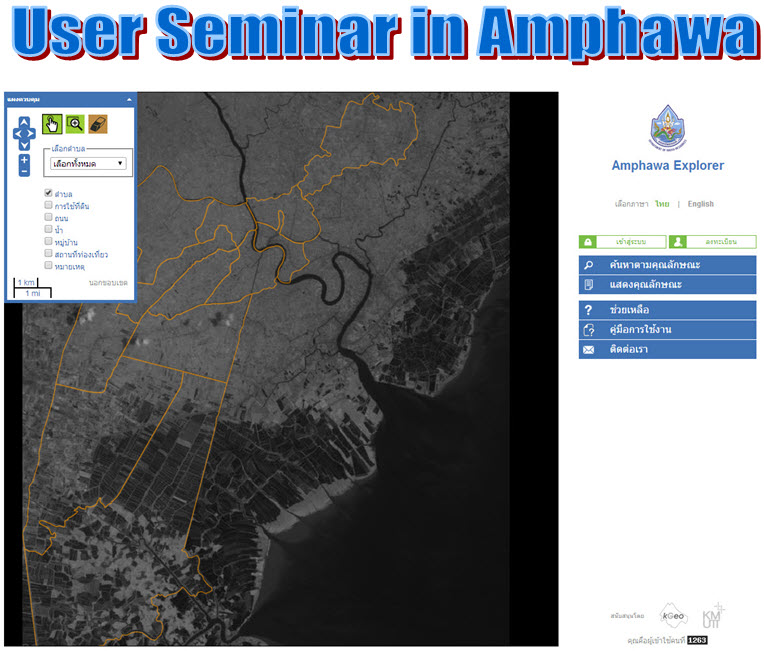 User Seminar in Amphawa
แผงควบคุม
เลือกตำบล
เลือกทั้งหมด
ตำบล
การใช้ที่ดิน
ถนน
น้ำ
หมู่บ้าน
สถานที่ท่องเที่ยว
หมายเหตุ
1 km
1 mi
นอกขอบเขต
Amphawa Explorer
เลือกภาษา ไทย | English
เข้าสู่ระบบ
ลงทะเบียน
ค้นหาตามคุณลักษณะ
แสดงคุณลักษณะ
ช่วยเหลือ
คู่มือการใช้งาน
ติดต่อเรา
สนับสนุนโดย
kGeo
KM
UTT
คุณคือผู้เข้าใช้คนที่ 1263